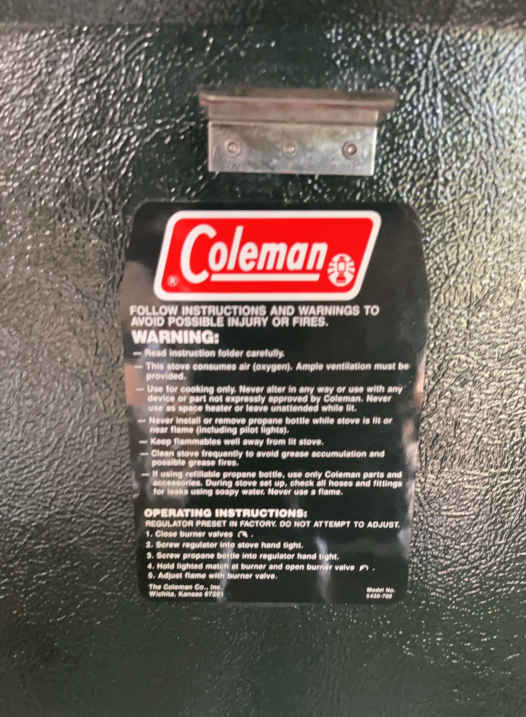 Coleman
®
FOLLOW INSTRUCTIONS AND WARNINGS TO
AVOID POSSIBLE INJURY OR FIRES.
WARNING:
— Read instruction folder carefully.
— This stove consumes air (oxygen). Ample ventilation must be
provided.
— Use for cooking only. Never alter in any way or use with any
device or part not expressly approved by Coleman. Never
use as space heater or leave unattended while lit.
— Never install or remove propane bottle while stove is lit or
near flame (including pilot lights).
— Keep flammables well away from lit stove.
— Clean stove frequently to avoid grease accumulation and
possible grease fires.
— If using refillable propane bottle, use only Coleman parts and
accessories. During stove set up, check all hoses and fittings
for leaks using soapy water. Never use a flame.
OPERATING INSTRUCTIONS:
REGULATOR PRESET IN FACTORY. DO NOT ATTEMPT TO ADJUST.
1. Close burner valves .
2. Screw regulator into stove hand tight.
3. Screw propane bottle into regulator hand tight.
4. Hold lighted match at burner and open burner valve .
5. Adjust flame with burner valve.
The Coleman Co., Inc.
Wichita, Kansas 67201
Model No.
5430-700